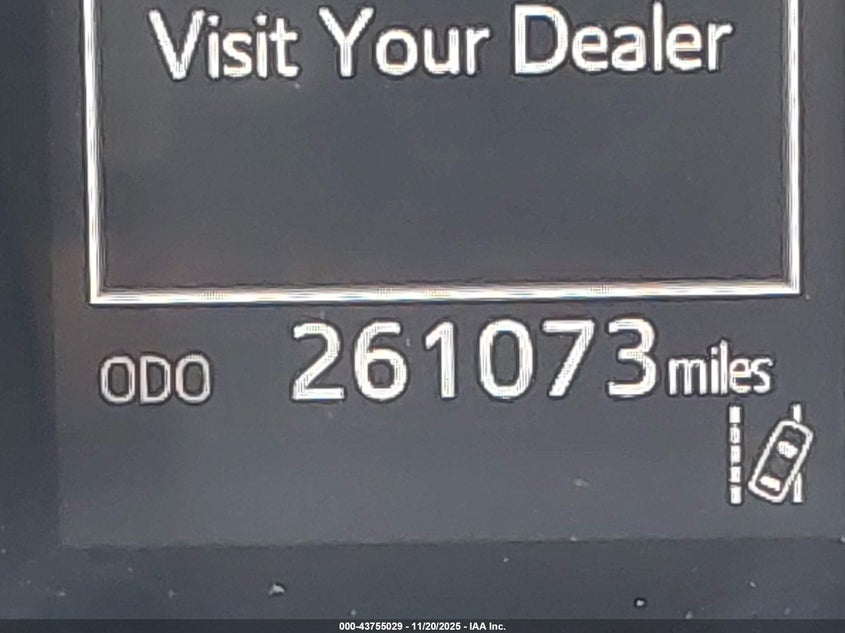 Visit Your Dealer
ODO 261073 miles
000-43755029 - 11/20/2025 - IAA Inc.